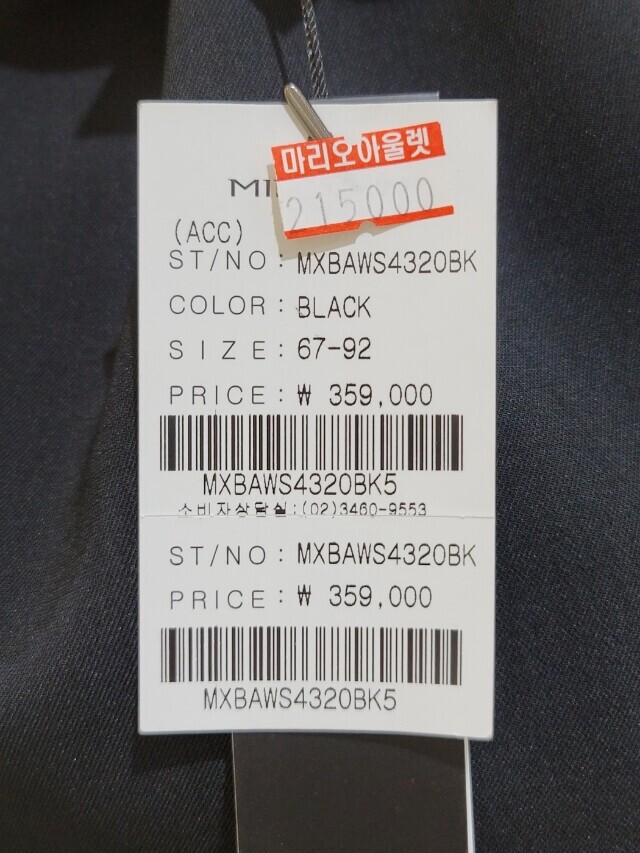 마리오아울렛
215000
(ACC)
ST/NO : MXBAWS4320BK
COLOR : BLACK
SIZE : 67-92
PRICE : ₩ 359,000
MXBAWS4320BK5
소비자상담실:(02)3460-9553
ST/NO : MXBAWS4320BK
PRICE : ₩ 359,000
MXBAWS4320BK5